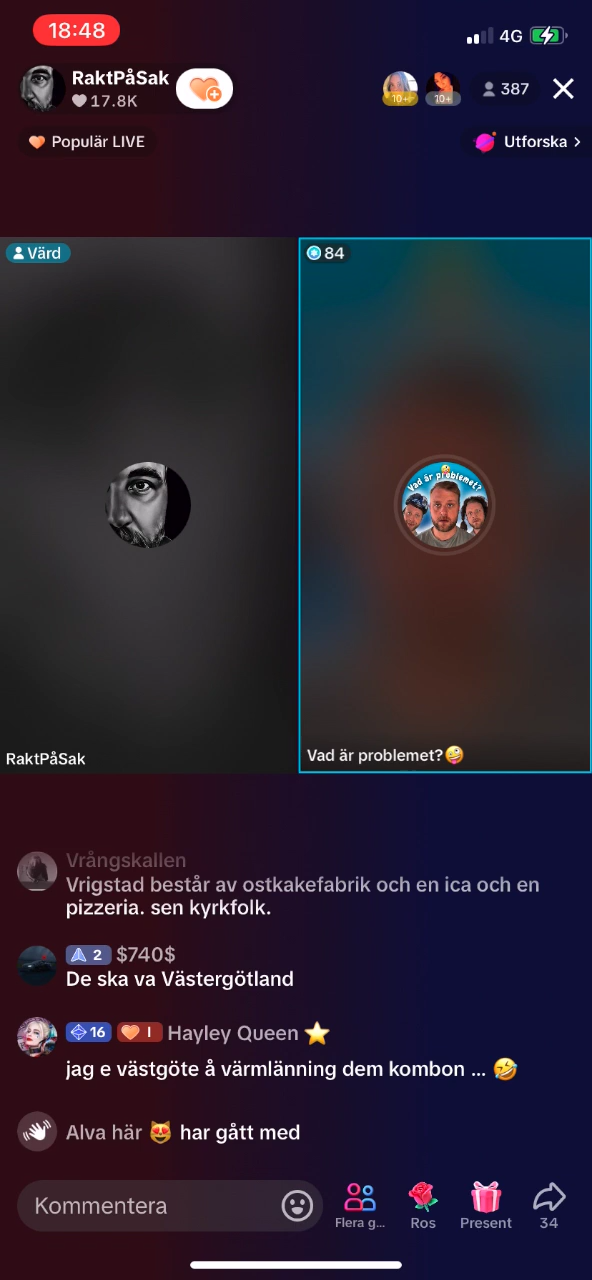 18:48
4G
RaktPåSak
17.8K
10+
10+
387
Populär LIVE
Utforska
Värd
84
Vad är problemet?
RaktPåSak
Vad är problemet?🤪
Vrångskallen
Vrigstad består av ostkakefabrik och en ica och en
pizzeria. sen kyrkfolk.
2 $740$
De ska va Västergötland
16 I Hayley Queen ⭐
jag e västgöte å värmlänning dem kombon ... 🤣
Alva här 😻 har gått med
Kommentera
Flera g...
Ros
Present
34